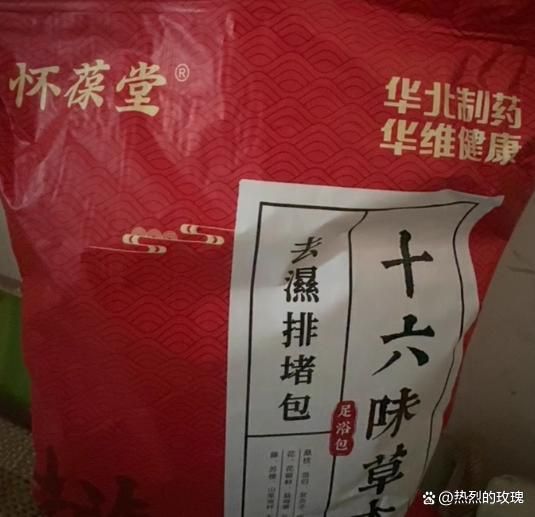 怀葆堂®
华北制药
华维健康
十六味草
足浴包
去濕排堵包
@热烈的玫瑰